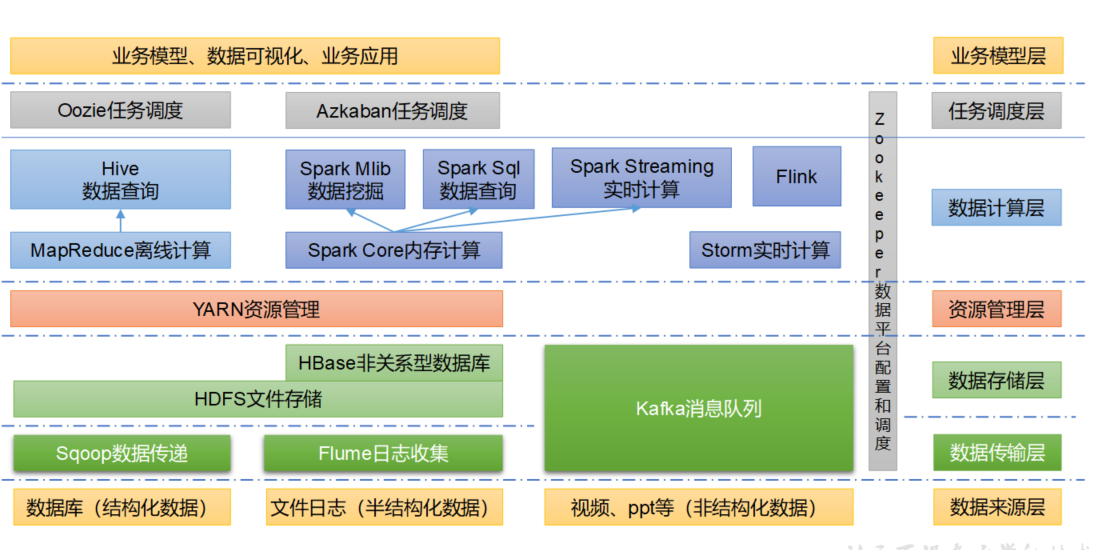 业务模型、数据可视化、业务应用
业务模型层
Oozie任务调度
Azkaban任务调度
任务调度层
Zookeeper数据平台配置和调度
Hive
数据查询
Spark Mlib
数据挖掘
Spark Sql
数据查询
Spark Streaming
实时计算
Flink
数据计算层
MapReduce离线计算
Spark Core内存计算
Storm实时计算
YARN资源管理
资源管理层
HBase非关系型数据库
HDFS文件存储
Kafka消息队列
数据存储层
Sqoop数据传递
Flume日志收集
数据传输层
数据库（结构化数据）
文件日志（半结构化数据）
视频、ppt等（非结构化数据）
数据来源层